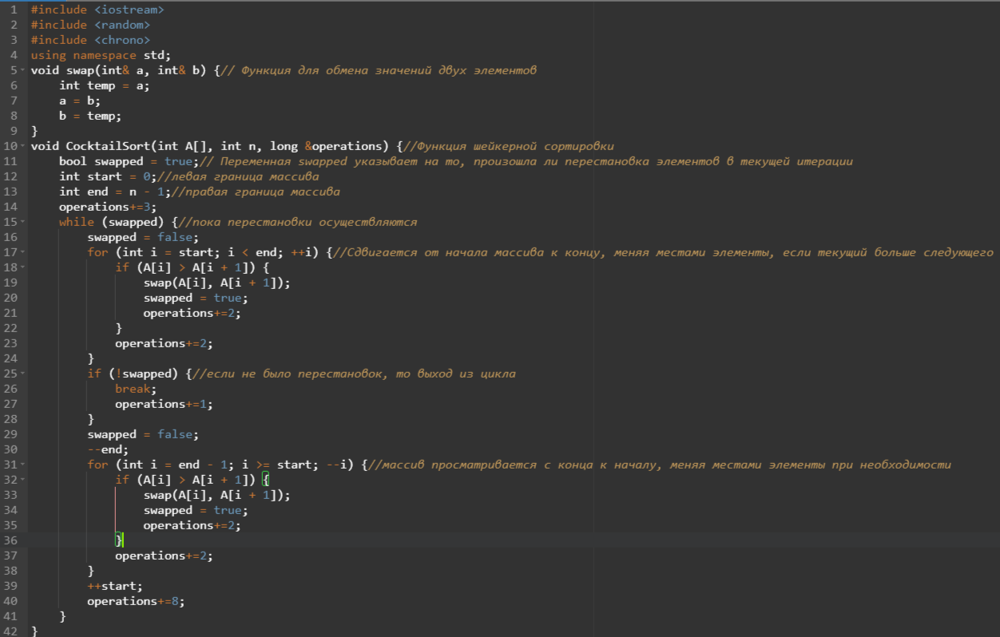 1 #include <iostream>
2 #include <random>
3 #include <chrono>
4 using namespace std;
5 void swap(int& a, int& b) {// Функция для обмена значений двух элементов
6     int temp = a;
7     a = b;
8     b = temp;
9 }
10 void CocktailSort(int A[], int n, long &operations) {//Функция шейкерной сортировки
11     bool swapped = true;// Переменная swapped указывает на то, произошла ли перестановка элементов в текущей итерации
12     int start = 0;//левая граница массива
13     int end = n - 1;//правая граница массива
14     operations+=3;
15     while (swapped) {//пока перестановки осуществляются
16         swapped = false;
17         for (int i = start; i < end; ++i) {//Сдвигается от начала массива к концу, меняя местами элементы, если текущий больше следующего
18             if (A[i] > A[i + 1]) {
19                 swap(A[i], A[i + 1]);
20                 swapped = true;
21                 operations+=2;
22             }
23             operations+=2;
24         }
25         if (!swapped) {//если не было перестановок, то выход из цикла
26             break;
27             operations+=1;
28         }
29         swapped = false;
30         --end;
31         for (int i = end - 1; i >= start; --i) {//массив просматривается с конца к началу, меняя местами элементы при необходимости
32             if (A[i] > A[i + 1]) {
33                 swap(A[i], A[i + 1]);
34                 swapped = true;
35                 operations+=2;
36             }
37             operations+=2;
38         }
39         ++start;
40         operations+=8;
41     }
42 }